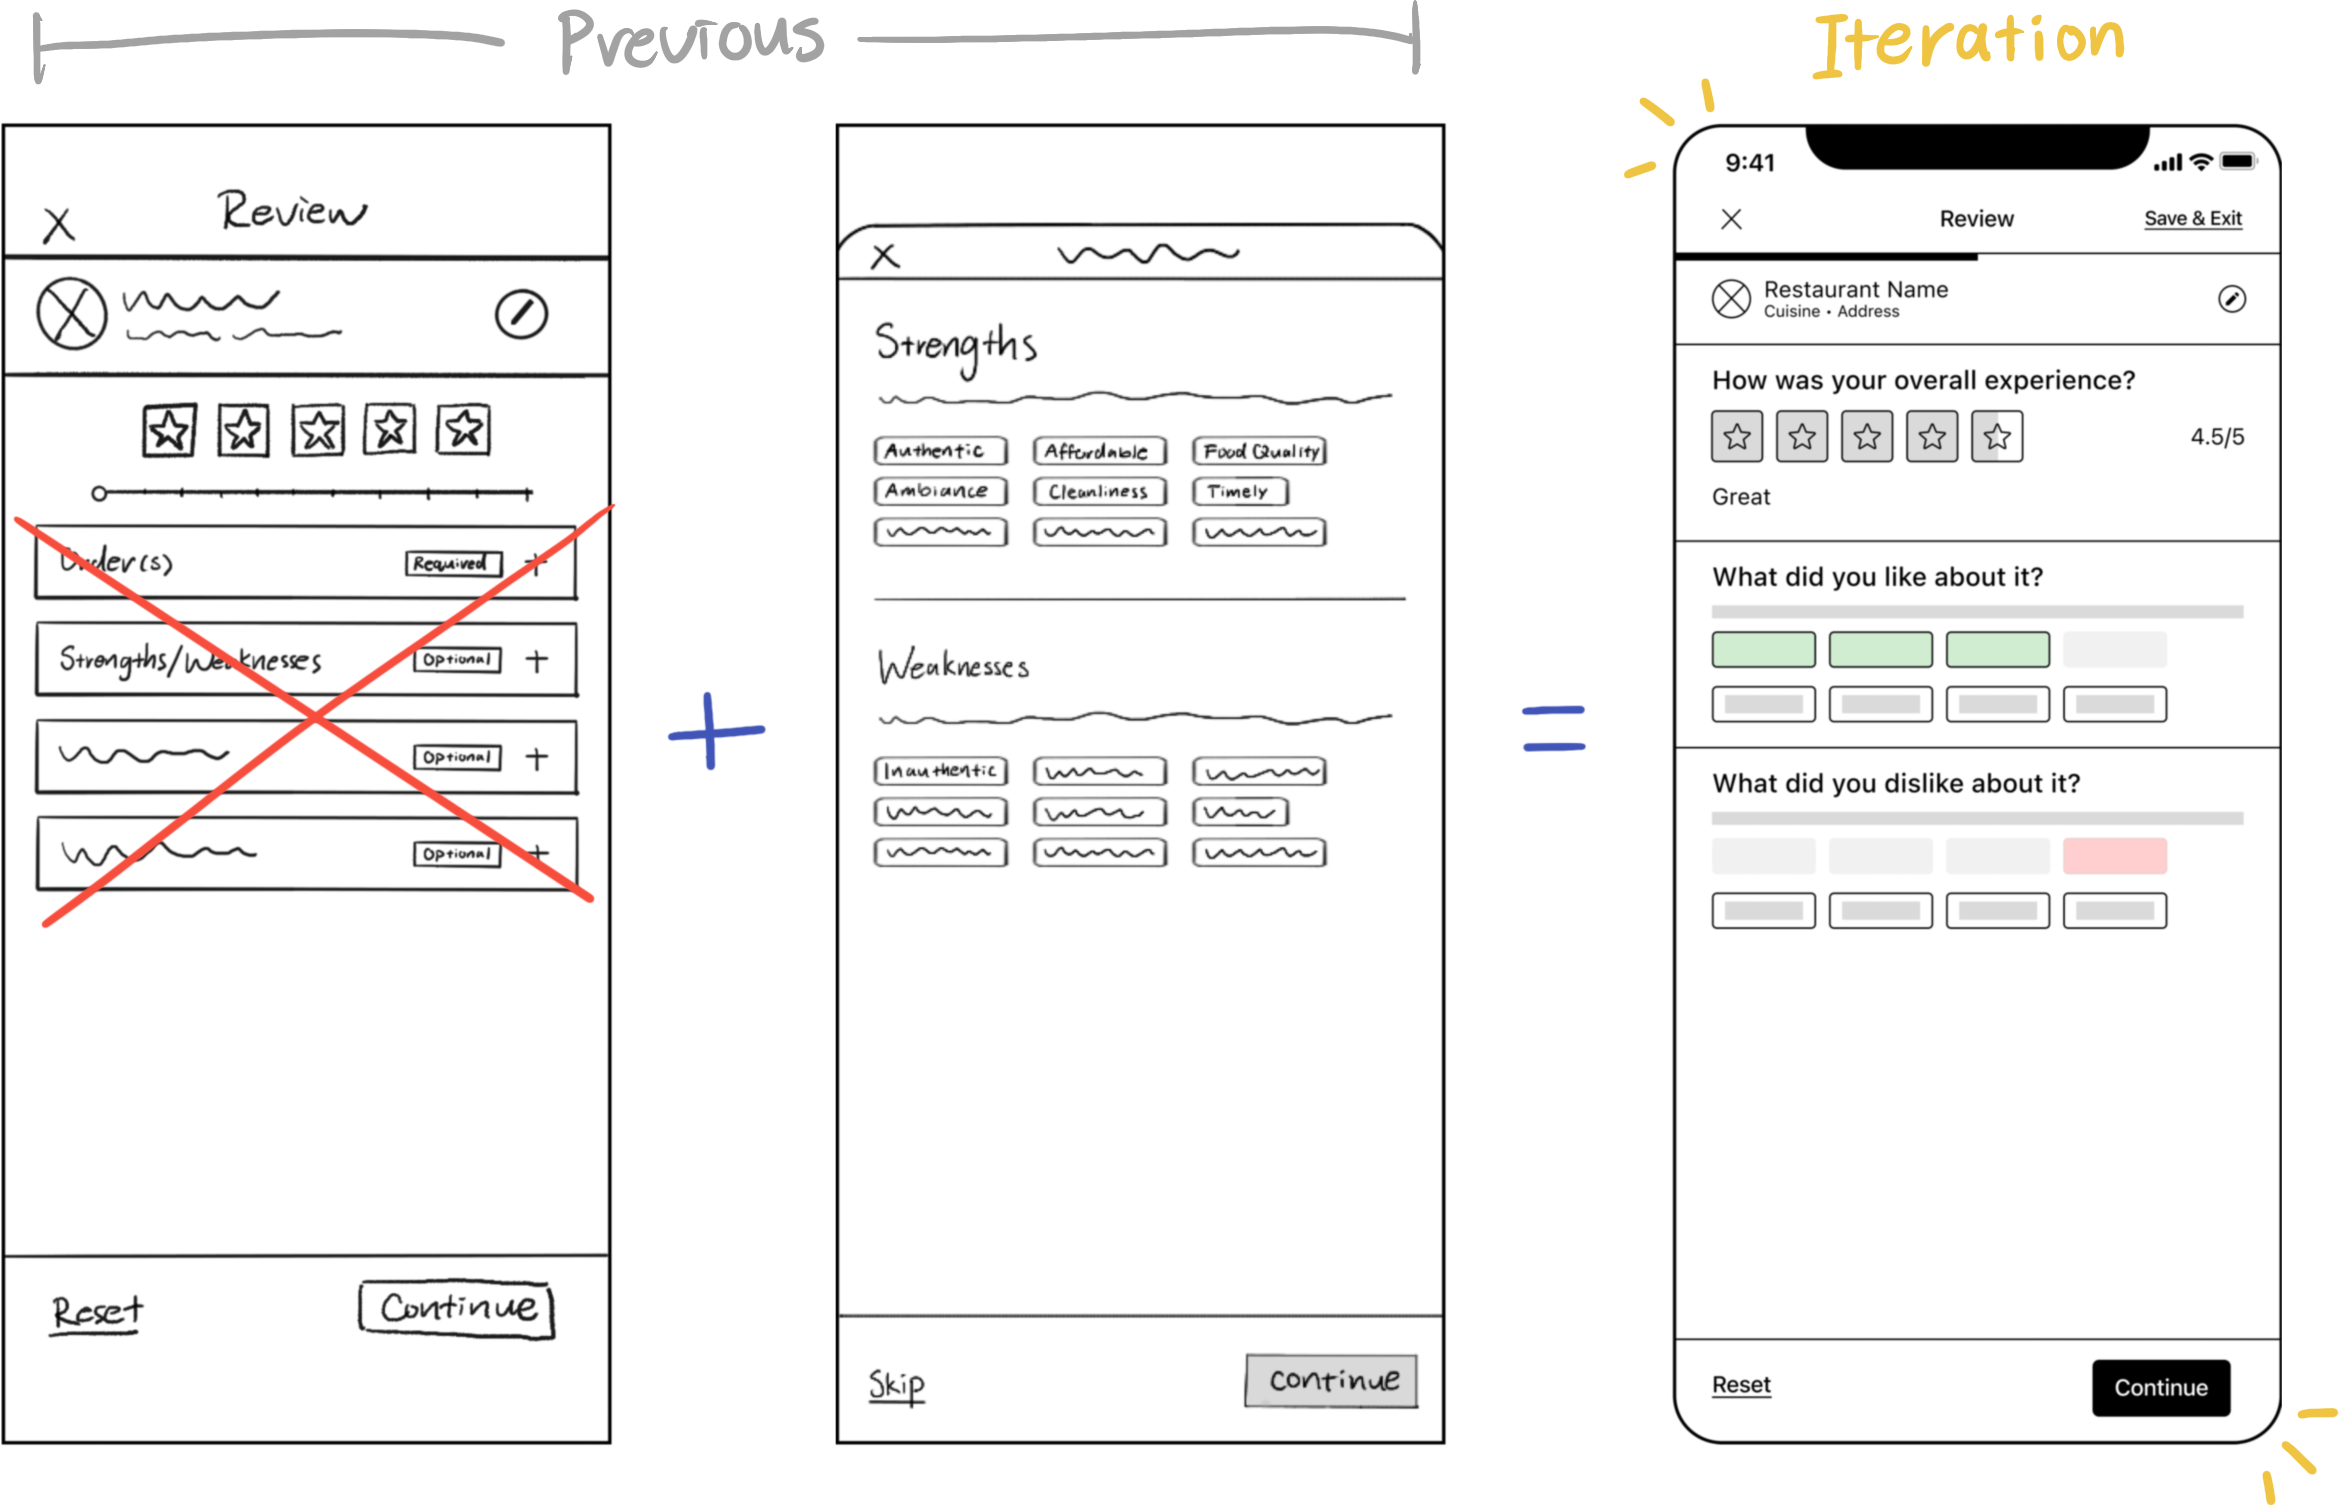 Previous
Iteration
Review
Order(s) Required
Strengths/Weaknesses Optional
Optional
Optional
Reset Continue
Strengths
Authentic Affordable Food Quality
Ambiance Cleanliness Timely
Weaknesses
Inauthentic
Skip Continue
9:41
Review Save & Exit
Restaurant Name
Cuisine • Address
How was your overall experience?
4.5/5
Great
What did you like about it?
What did you dislike about it?
Reset Continue